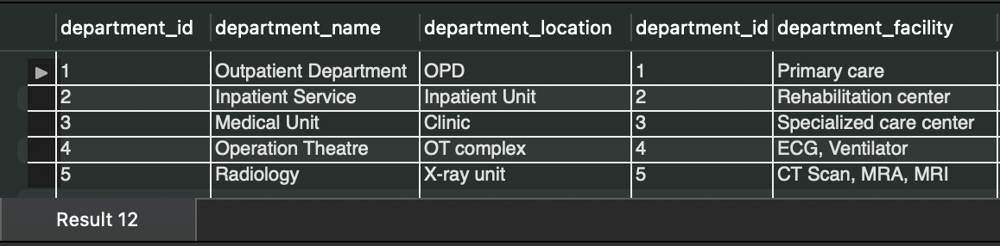 department_id department_name department_location department_id department_facility
1 Outpatient Department OPD 1 Primary care
2 Inpatient Service Inpatient Unit 2 Rehabilitation center
3 Medical Unit Clinic 3 Specialized care center
4 Operation Theatre OT complex 4 ECG, Ventilator
5 Radiology X-ray unit 5 CT Scan, MRA, MRI
Result 12